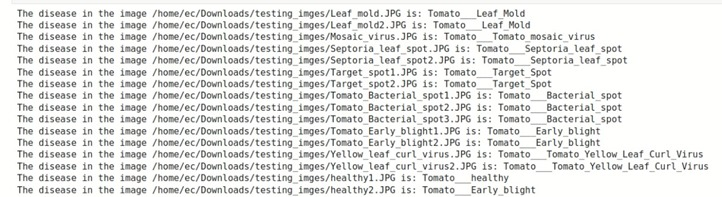 The disease in the image /home/ec/Downloads/testing_imges/Leaf_mold.JPG is: Tomato___Leaf_Mold
The disease in the image /home/ec/Downloads/testing_imges/Leaf_mold2.JPG is: Tomato___Leaf_Mold
The disease in the image /home/ec/Downloads/testing_imges/Mosaic_virus.JPG is: Tomato___Tomato_mosaic_virus
The disease in the image /home/ec/Downloads/testing_imges/Septoria_leaf_spot.JPG is: Tomato___Septoria_leaf_spot
The disease in the image /home/ec/Downloads/testing_imges/Septoria_leaf_spot2.JPG is: Tomato___Septoria_leaf_spot
The disease in the image /home/ec/Downloads/testing_imges/Target_spot1.JPG is: Tomato___Target_Spot
The disease in the image /home/ec/Downloads/testing_imges/Target_spot2.JPG is: Tomato___Target_Spot
The disease in the image /home/ec/Downloads/testing_imges/Tomato_Bacterial_spot1.JPG is: Tomato___Bacterial_spot
The disease in the image /home/ec/Downloads/testing_imges/Tomato_Bacterial_spot2.JPG is: Tomato___Bacterial_spot
The disease in the image /home/ec/Downloads/testing_imges/Tomato_Bacterial_spot3.JPG is: Tomato___Bacterial_spot
The disease in the image /home/ec/Downloads/testing_imges/Tomato_Early_blight1.JPG is: Tomato___Early_blight
The disease in the image /home/ec/Downloads/testing_imges/Tomato_Early_blight2.JPG is: Tomato___Early_blight
The disease in the image /home/ec/Downloads/testing_imges/Yellow_leaf_curl_virus.JPG is: Tomato___Tomato_Yellow_Leaf_Curl_Virus
The disease in the image /home/ec/Downloads/testing_imges/Yellow_leaf_curl_virus2.JPG is: Tomato___Tomato_Yellow_Leaf_Curl_Virus
The disease in the image /home/ec/Downloads/testing_imges/healthy1.JPG is: Tomato___healthy
The disease in the image /home/ec/Downloads/testing_imges/healthy2.JPG is: Tomato___Early_blight